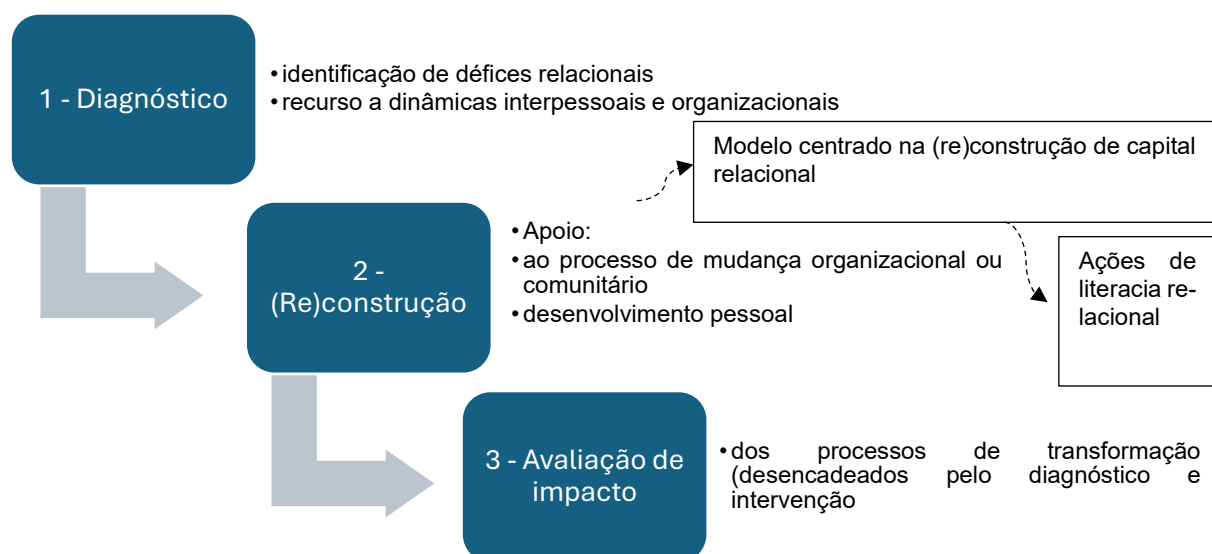 1 - Diagnóstico
• identificação de défices relacionais
• recurso a dinâmicas interpessoais e organizacionais
Modelo centrado na (re)construção de capital
relacional
2 -
(Re)construção
• Apoio:
• ao processo de mudança organizacional ou
comunitário
• desenvolvimento pessoal
Ações de
literacia re-
lacional
3 - Avaliação de
impacto
• dos processos de transformação
(desencadeados pelo diagnóstico e
intervenção